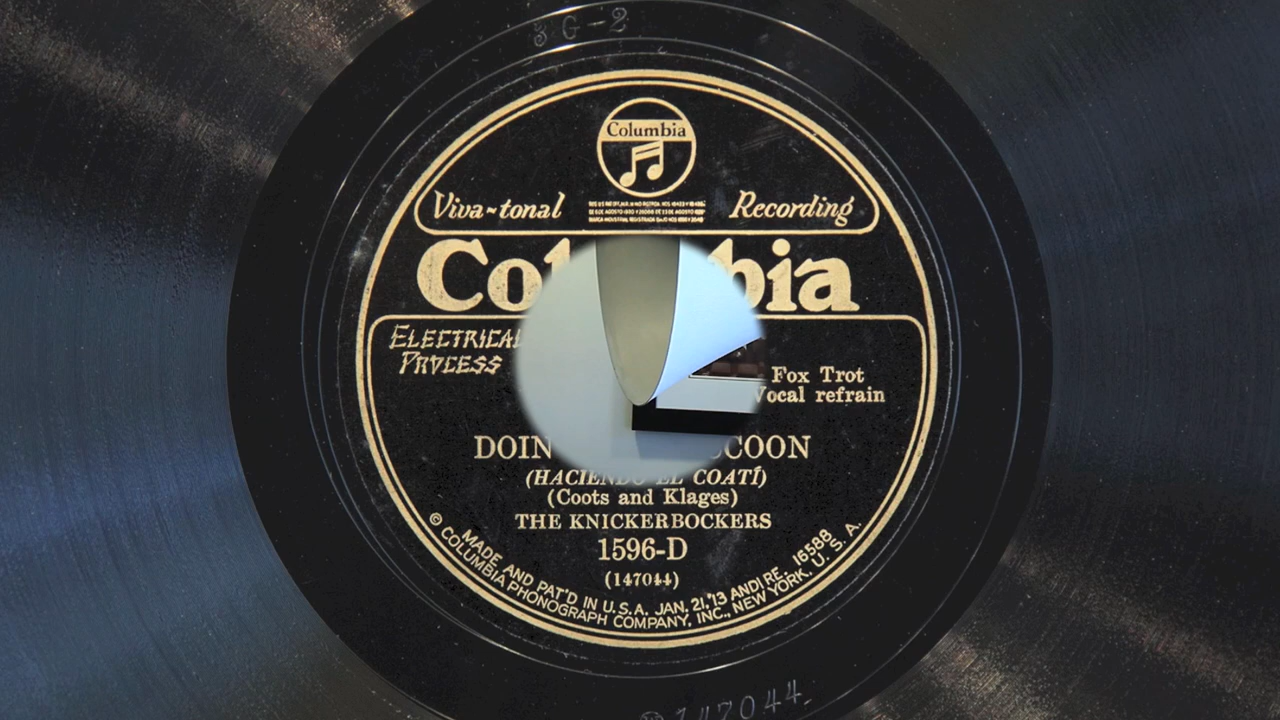 3G-2
Columbia
Viva-tonal Recording
Co bia
ELECTRICAL
PROCESS
Fox Trot
Vocal refrain
DOIN COON
(HACIENDO EL COATÍ)
(Coots and Klages)
THE KNICKERBOCKERS
1596-D
(147044)
MADE AND PAT'D IN U.S.A. JAN. 21,'13 AND RE. 16588
© COLUMBIA PHONOGRAPH COMPANY, INC., NEW YORK, U.S.A.
147044